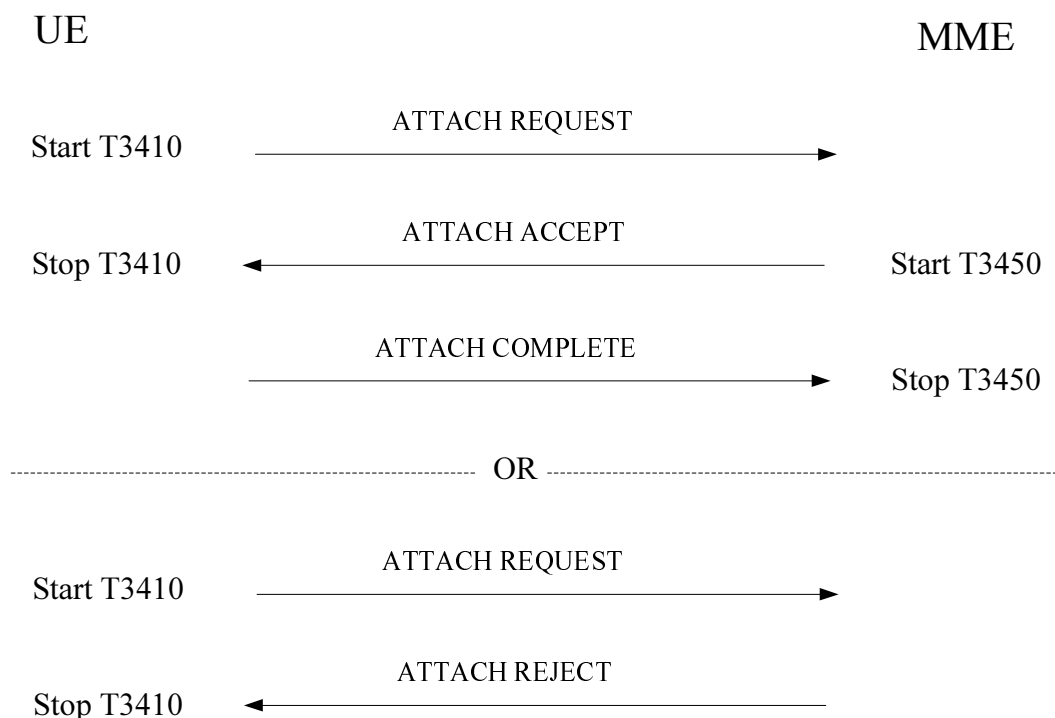 UE
MME
ATTACH REQUEST
Start T3410
ATTACH ACCEPT
Stop T3410
Start T3450
ATTACH COMPLETE
Stop T3450
OR
ATTACH REQUEST
Start T3410
ATTACH REJECT
Stop T3410